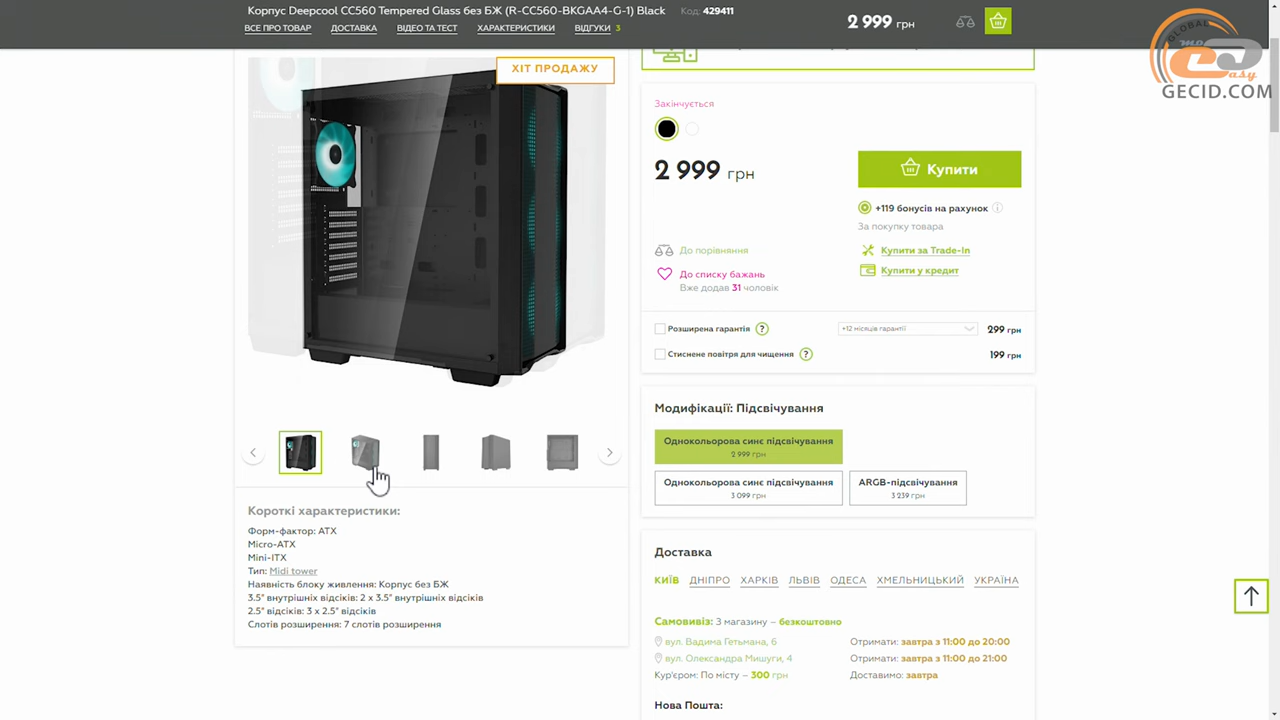 Корпус Deepcool CC560 Tempered Glass без БЖ (R-CC560-BKGAA4-G-1) Black
Код: 429411
ВСЕ ПРО ТОВАР
ДОСТАВКА
ВІДЕО ТА ТЕСТ
ХАРАКТЕРИСТИКИ
ВІДГУКИ 3
2 999 грн
GLOBAL
easy
GECID.COM
ХІТ ПРОДАЖУ
Закінчується
2 999 грн
Купити
+119 бонусів на рахунок
За покупку товара
До порівняння
Купити за Trade-In
До списку бажань
Купити у кредит
Вже додав 31 чоловік
Розширена гарантія ?
+12 місяців гарантії
299 грн
Стиснене повітря для чищення ?
199 грн
Модифікації: Підсвічування
Однокольорова синє підсвічування
2 999 грн
Однокольорова синє підсвічування
3 099 грн
ARGB-підсвічування
3 239 грн
Короткі характеристики:
Форм-фактор: ATX
Micro-ATX
Mini-ITX
Тип: Midi tower
Наявність блоку живлення: Корпус без БЖ
3.5" внутрішніх відсіків: 2 x 3.5" внутрішніх відсіків
2.5" відсіків: 3 x 2.5" відсіків
Слотів розширення: 7 слотів розширення
Доставка
КИЇВ ДНІПРО ХАРКІВ ЛЬВІВ ОДЕСА ХМЕЛЬНИЦЬКИЙ УКРАЇНА
Самовивіз: З магазину – безкоштовно
вул. Вадима Гетьмана, 6
Отримати: завтра з 11:00 до 20:00
вул. Олександра Мишуги, 4
Отримати: завтра з 11:00 до 21:00
Кур'єром: По місту – 300 грн
Доставимо: завтра
Нова Пошта: